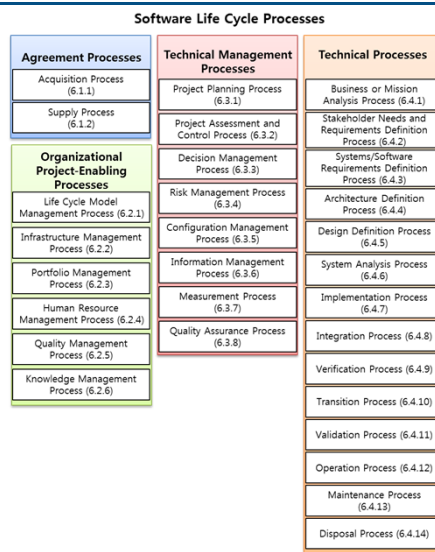 Software Life Cycle Processes
Agreement Processes
Acquisition Process
(6.1.1)
Supply Process
(6.1.2)
Organizational
Project-Enabling
Processes
Life Cycle Model
Management Process (6.2.1)
Infrastructure Management
Process (6.2.2)
Portfolio Management
Process (6.2.3)
Human Resource
Management Process (6.2.4)
Quality Management
Process (6.2.5)
Knowledge Management
Process (6.2.6)
Technical Management
Processes
Project Planning Process
(6.3.1)
Project Assessment and
Control Process (6.3.2)
Decision Management
Process (6.3.3)
Risk Management Process
(6.3.4)
Configuration Management
Process (6.3.5)
Information Management
Process (6.3.6)
Measurement Process
(6.3.7)
Quality Assurance Process
(6.3.8)
Technical Processes
Business or Mission
Analysis Process (6.4.1)
Stakeholder Needs and
Requirements Definition
Process (6.4.2)
Systems/Software
Requirements Definition
Process (6.4.3)
Architecture Definition
Process (6.4.4)
Design Definition Process
(6.4.5)
System Analysis Process
(6.4.6)
Implementation Process
(6.4.7)
Integration Process (6.4.8)
Verification Process (6.4.9)
Transition Process (6.4.10)
Validation Process (6.4.11)
Operation Process (6.4.12)
Maintenance Process
(6.4.13)
Disposal Process (6.4.14)